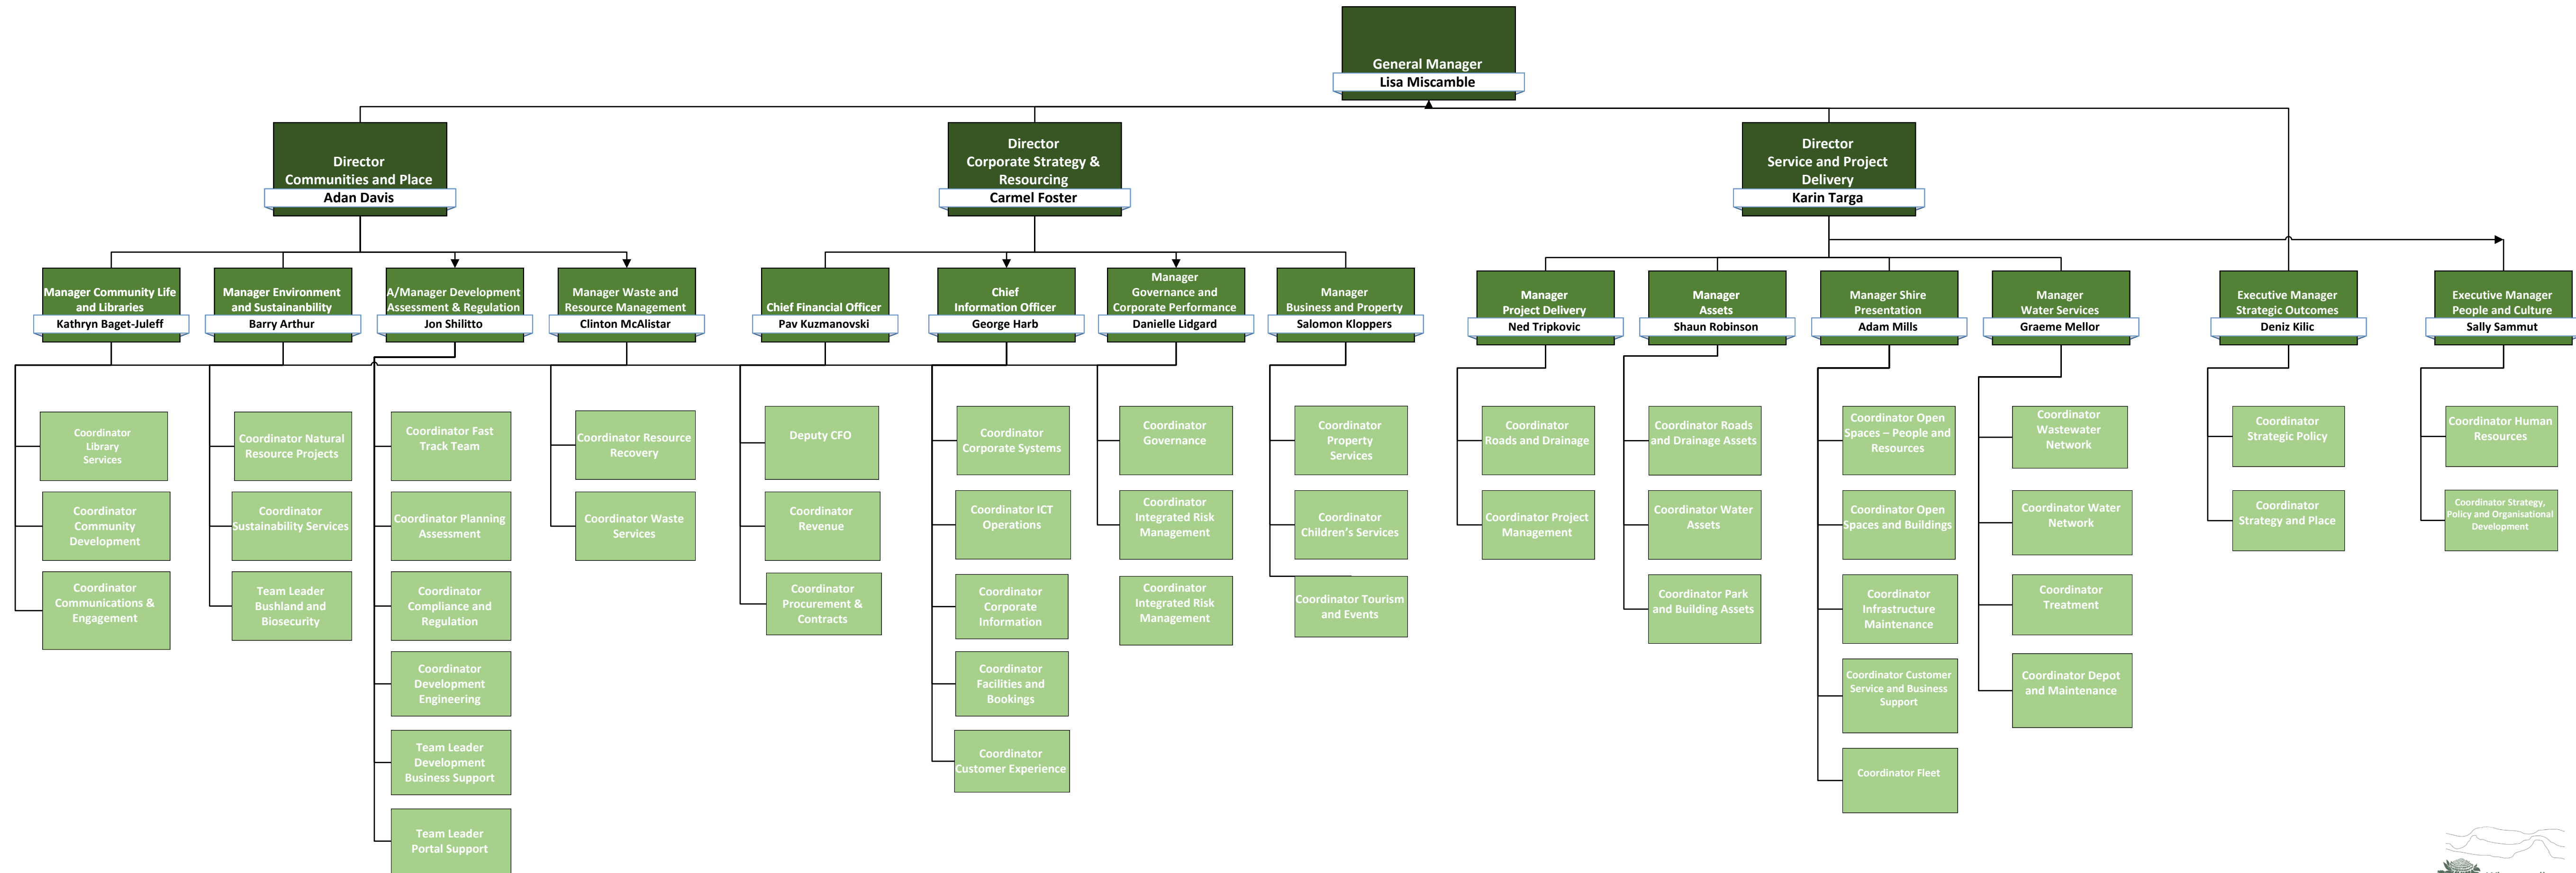 General Manager
Lisa Miscamble
Director
Communities and Place
Adan Davis
Director
Corporate Strategy &
Resourcing
Carmel Foster
Director
Service and Project
Delivery
Karin Targa
Manager Community Life
and Libraries
Kathryn Baget-Juleff
Manager Environment
and Sustainanbility
Barry Arthur
A/Manager Development
Assessment & Regulation
Jon Shilitto
Manager Waste and
Resource Management
Clinton McAlistar
Chief Financial Officer
Pav Kuzmanovski
Chief
Information Officer
George Harb
Manager
Governance and
Corporate Performance
Danielle Lidgard
Manager
Business and Property
Salomon Kloppers
Manager
Project Delivery
Ned Tripkovic
Manager
Assets
Shaun Robinson
Manager Shire
Presentation
Adam Mills
Manager
Water Services
Graeme Mellor
Executive Manager
Strategic Outcomes
Deniz Kilic
Executive Manager
People and Culture
Sally Sammut
Coordinator
Library
Services
Coordinator
Community
Development
Coordinator
Communications &
Engagement
Coordinator Natural
Resource Projects
Coordinator
Sustainability Services
Team Leader
Bushland and
Biosecurity
Coordinator Fast
Track Team
Coordinator Planning
Assessment
Coordinator
Compliance and
Regulation
Coordinator
Development
Engineering
Team Leader
Development
Business Support
Team Leader
Portal Support
Coordinator Resource
Recovery
Coordinator Waste
Services
Deputy CFO
Coordinator
Revenue
Coordinator
Procurement &
Contracts
Coordinator
Corporate Systems
Coordinator ICT
Operations
Coordinator
Corporate
Information
Coordinator
Facilities and
Bookings
Coordinator
Customer Experience
Coordinator
Governance
Coordinator
Integrated Risk
Management
Coordinator
Integrated Risk
Management
Coordinator
Property
Services
Coordinator
Children’s Services
Coordinator Tourism
and Events
Coordinator
Roads and Drainage
Coordinator Project
Management
Coordinator Roads
and Drainage Assets
Coordinator Water
Assets
Coordinator Park
and Building Assets
Coordinator Open
Spaces – People and
Resources
Coordinator Open
Spaces and Buildings
Coordinator
Infrastructure
Maintenance
Coordinator Customer
Service and Business
Support
Coordinator Fleet
Coordinator
Wastewater
Network
Coordinator Water
Network
Coordinator
Treatment
Coordinator Depot
and Maintenance
Coordinator
Strategic Policy
Coordinator
Strategy and Place
Coordinator Human
Resources
Coordinator Strategy,
Policy and Organisational
Development